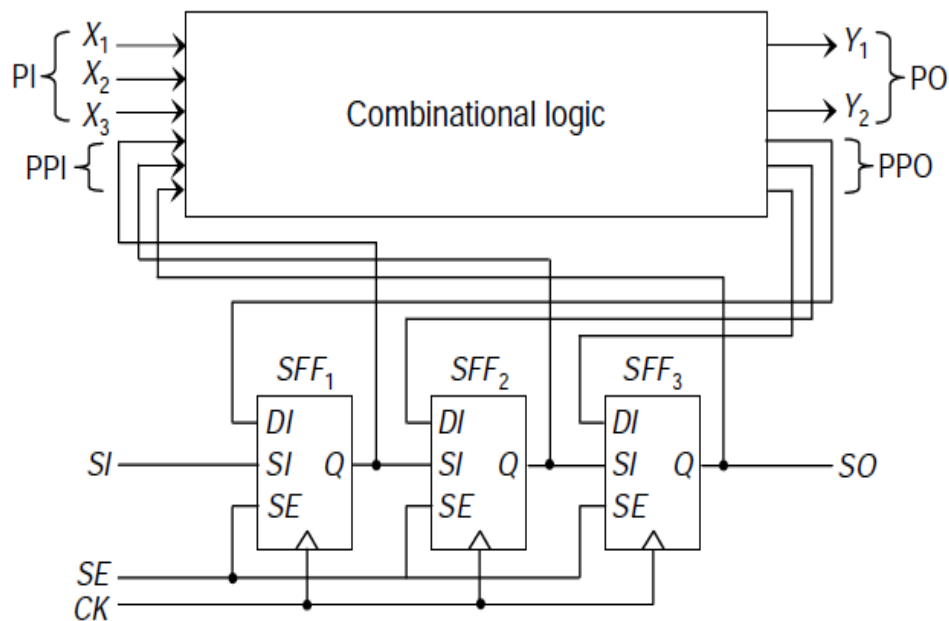 PI
X₁
X₂
X₃
PPI
Combinational logic
Y₁
Y₂
PO
PPO
SFF₁
SFF₂
SFF₃
DI
DI
DI
SI
SI Q
SI Q
SI Q
SO
SE
SE
SE
SE
CK